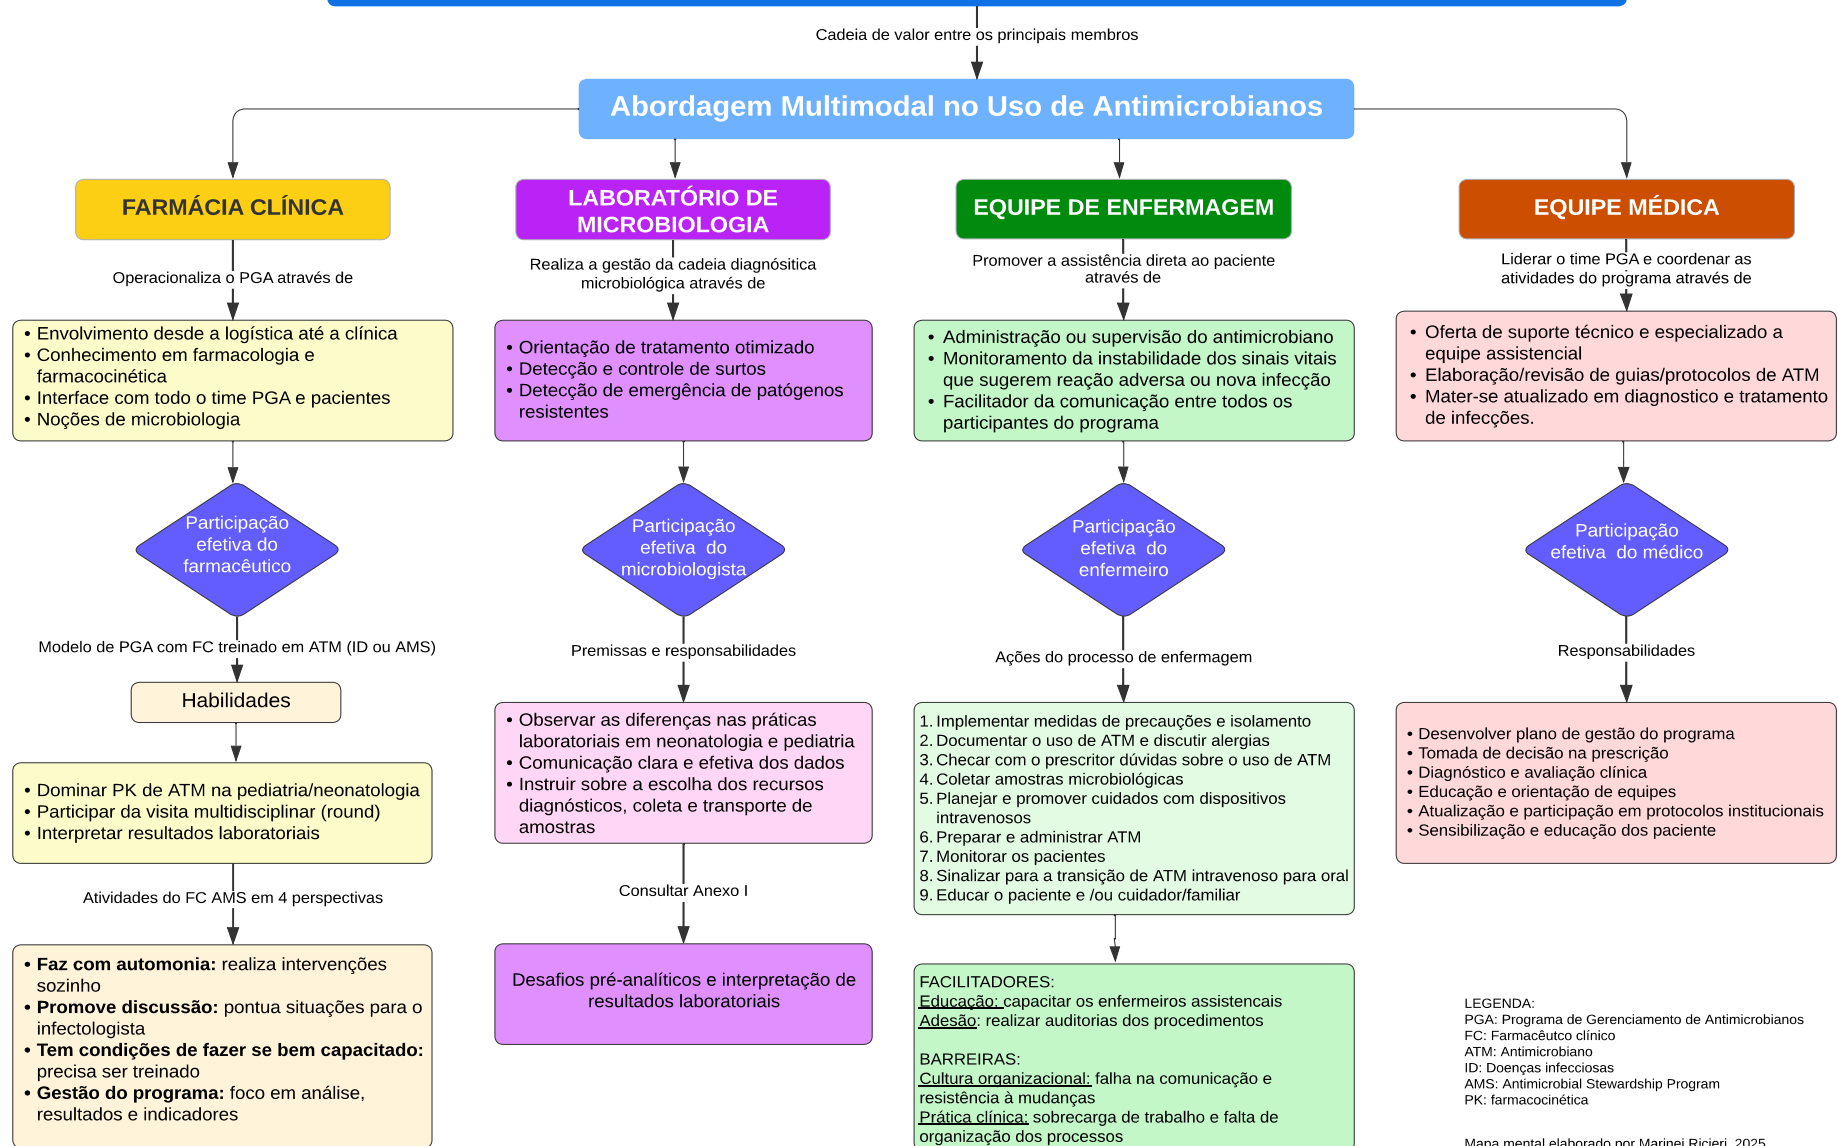 Cadeia de valor entre os principais membros
Abordagem Multimodal no Uso de Antimicrobianos
FARMÁCIA CLÍNICA
Operacionaliza o PGA através de
• Envolvimento desde a logística até a clínica
• Conhecimento em farmacologia e
farmacocinética
• Interface com todo o time PGA e pacientes
• Noções de microbiologia
Participação
efetiva do
farmacêutico
Modelo de PGA com FC treinado em ATM (ID ou AMS)
Habilidades
• Dominar PK de ATM na pediatria/neonatologia
• Participar da visita multidisciplinar (round)
• Interpretar resultados laboratoriais
Atividades do FC AMS em 4 perspectivas
• Faz com automonia: realiza intervenções
sozinho
• Promove discussão: pontua situações para o
infectologista
• Tem condições de fazer se bem capacitado:
precisa ser treinado
• Gestão do programa: foco em análise,
resultados e indicadores
LABORATÓRIO DE
MICROBIOLOGIA
Realiza a gestão da cadeia diagnósitica
microbiológica através de
• Orientação de tratamento otimizado
• Detecção e controle de surtos
• Detecção de emergência de patógenos
resistentes
Participação
efetiva do
microbiologista
Premissas e responsabilidades
• Observar as diferenças nas práticas
laboratoriais em neonatologia e pediatria
• Comunicação clara e efetiva dos dados
• Instruir sobre a escolha dos recursos
diagnósticos, coleta e transporte de
amostras
Consultar Anexo I
Desafios pré-analíticos e interpretação de
resultados laboratoriais
EQUIPE DE ENFERMAGEM
Promover a assistência direta ao paciente
através de
• Administração ou supervisão do antimicrobiano
• Monitoramento da instabilidade dos sinais vitais
que sugerem reação adversa ou nova infecção
• Facilitador da comunicação entre todos os
participantes do programa
Participação
efetiva do
enfermeiro
Ações do processo de enfermagem
1. Implementar medidas de precauções e isolamento
2. Documentar o uso de ATM e discutir alergias
3. Checar com o prescritor dúvidas sobre o uso de ATM
4. Coletar amostras microbiológicas
5. Planejar e promover cuidados com dispositivos
intravenosos
6. Preparar e administrar ATM
7. Monitorar os pacientes
8. Sinalizar para a transição de ATM intravenoso para oral
9. Educar o paciente e /ou cuidador/familiar
FACILITADORES:
Educação: capacitar os enfermeiros assistencais
Adesão: realizar auditorias dos procedimentos
BARREIRAS:
Cultura organizacional: falha na comunicação e
resistência à mudanças
Prática clínica: sobrecarga de trabalho e falta de
organização dos processos
EQUIPE MÉDICA
Liderar o time PGA e coordenar as
atividades do programa através de
• Oferta de suporte técnico e especializado a
equipe assistencial
• Elaboração/revisão de guias/protocolos de ATM
• Mater-se atualizado em diagnostico e tratamento
de infecções.
Participação
efetiva do médico
Responsabilidades
• Desenvolver plano de gestão do programa
• Tomada de decisão na prescrição
• Diagnóstico e avaliação clínica
• Educação e orientação de equipes
• Atualização e participação em protocolos institucionais
• Sensibilização e educação dos paciente
LEGENDA:
PGA: Programa de Gerenciamento de Antimicrobianos
FC: Farmacêutco clínico
ATM: Antimicrobiano
ID: Doenças infecciosas
AMS: Antimicrobial Stewardship Program
PK: farmacocinética
Mapa mental elaborado por Marinei Ricieri, 2025